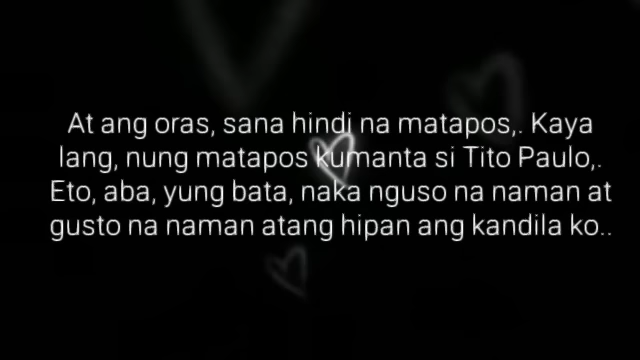 At ang oras, sana hindi na matapos,. Kaya
lang, nung matapos kumanta si Tito Paulo,.
Eto, aba, yung bata, naka nguso na naman at
gusto na naman atang hipan ang kandila ko..